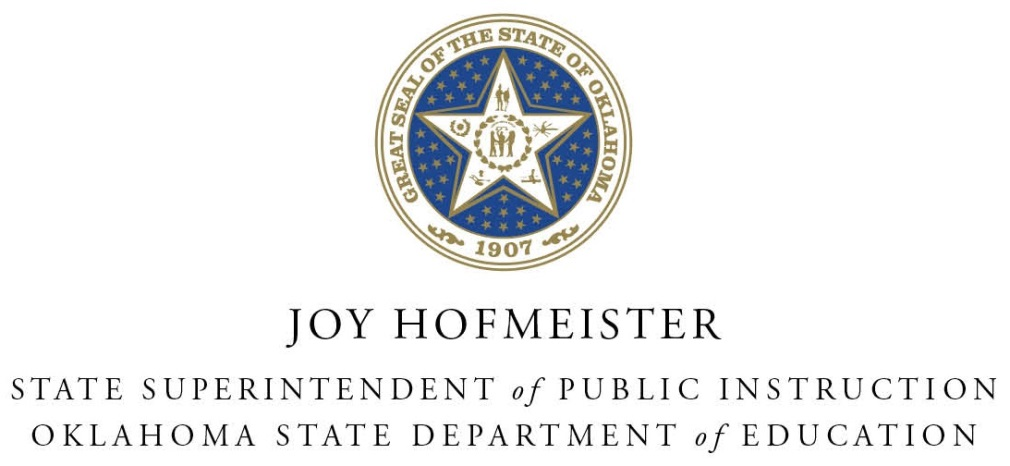 GREAT SEAL OF THE STATE OF OKLAHOMA
1907
JOY HOFMEISTER
STATE SUPERINTENDENT of PUBLIC INSTRUCTION
OKLAHOMA STATE DEPARTMENT of EDUCATION